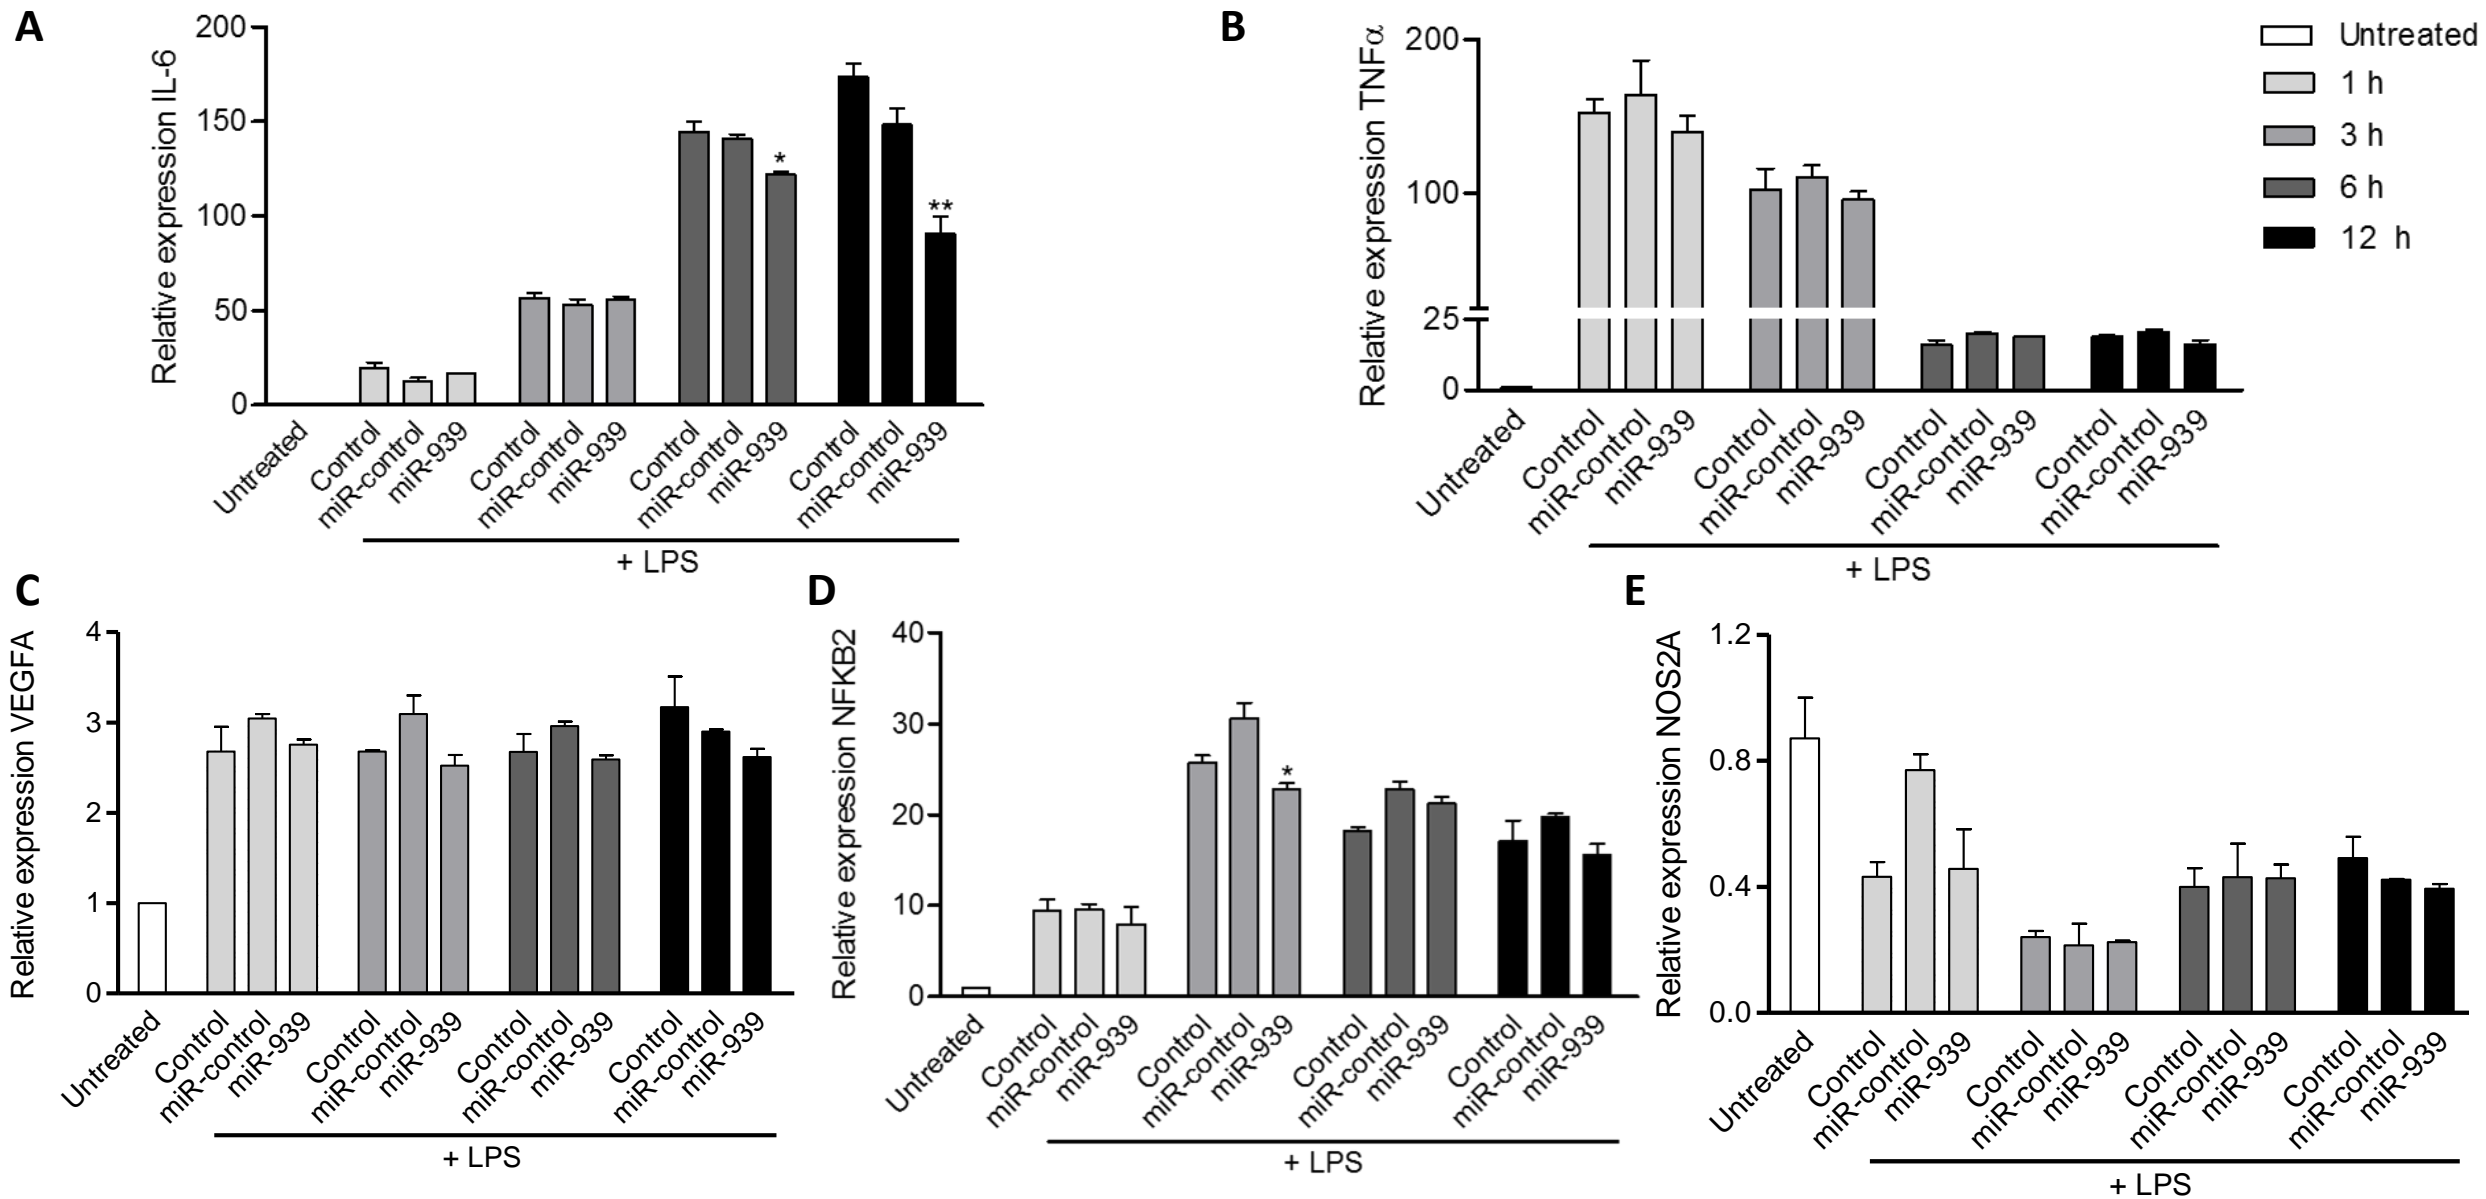 A
Relative expression IL-6
200
150
100
50
0
*
**
Untreated
Control
miR-control
miR-939
Control
miR-control
miR-939
Control
miR-control
miR-939
Control
miR-control
miR-939
+ LPS
B
Relative expression TNFα
200
100
25
0
Untreated
Control
miR-control
miR-939
Control
miR-control
miR-939
Control
miR-control
miR-939
Control
miR-control
miR-939
+ LPS
Untreated
1 h
3 h
6 h
12 h
C
Relative expression VEGFA
4
3
2
1
0
Untreated
Control
miR-control
miR-939
Control
miR-control
miR-939
Control
miR-control
miR-939
Control
miR-control
miR-939
+ LPS
D
Relative expression NFKB2
40
30
20
10
0
*
Untreated
Control
miR-control
miR-939
Control
miR-control
miR-939
Control
miR-control
miR-939
Control
miR-control
miR-939
+ LPS
E
Relative expression NOS2A
1.2
0.8
0.4
0.0
Untreated
Control
miR-control
miR-939
Control
miR-control
miR-939
Control
miR-control
miR-939
Control
miR-control
miR-939
+ LPS